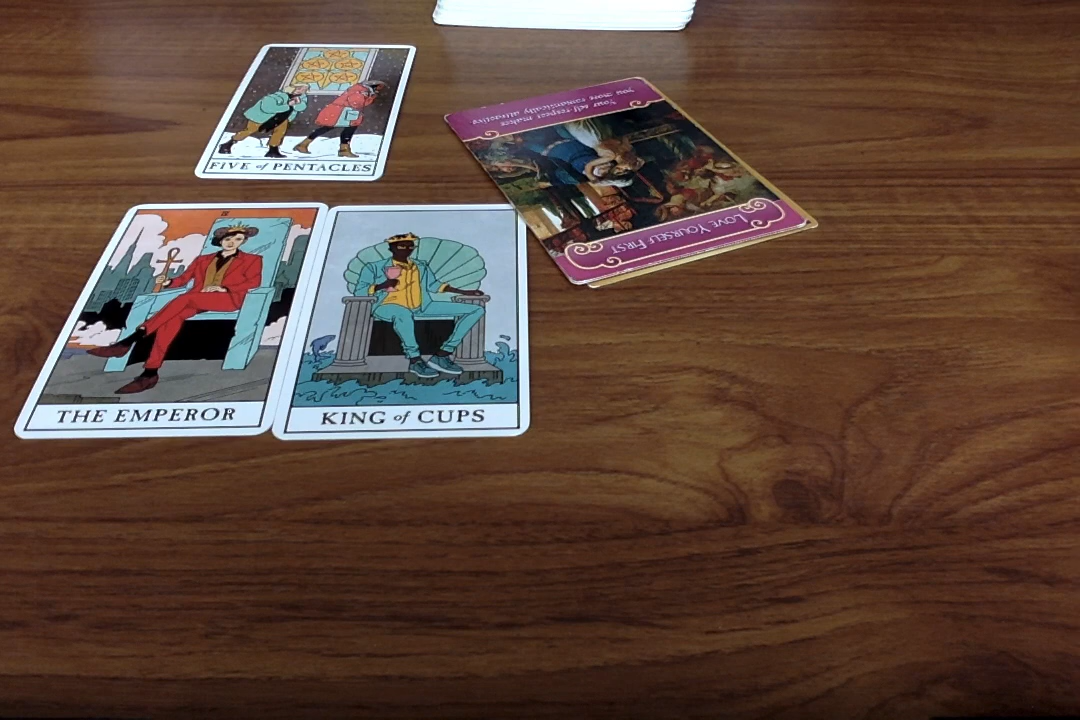 FIVE of PENTACLES
LOVE YOURSELF FIRST
Your self-respect makes
you more romantically attractive
IV
THE EMPEROR
KING of CUPS